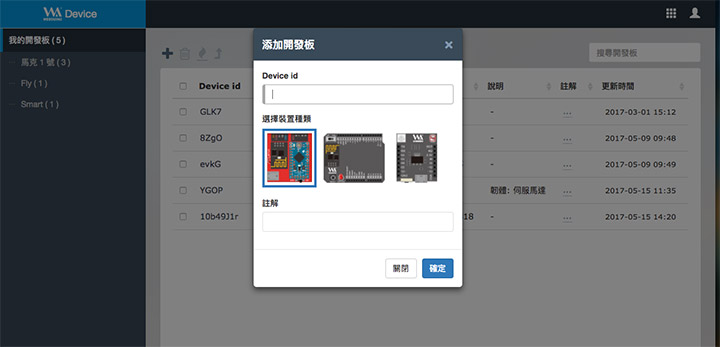 WEBDUINO Device
我的開發板 ( 5 )
馬克 1 號 ( 3 )
Fly ( 1 )
Smart ( 1 )
搜尋開發板
Device id 說明 註解 更新時間
GLK7 - ... 2017-03-01 15:12
8ZgO - ... 2017-05-09 09:48
evkG - ... 2017-05-09 09:49
YGOP 韌體: 伺服馬達 ... 2017-05-15 11:35
10b49J1r 18 - ... 2017-05-15 14:20
添加開發板 ×
Device id
選擇裝置種類
註解
關閉 確定